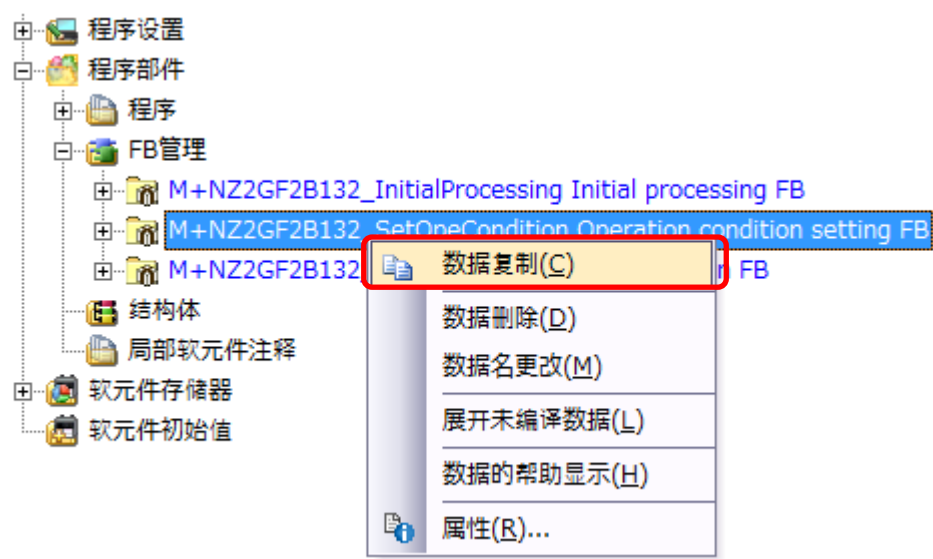 程序设置
程序部件
程序
FB管理
M+NZ2GF2B132_InitialProcessing Initial processing FB
M+NZ2GF2B132_SetOpeCondition Operation condition setting FB
M+NZ2GF2B132 FB
结构体
局部软元件注释
软元件存储器
软元件初始值
数据复制(C)
数据删除(D)
数据名更改(M)
展开未编译数据(L)
数据的帮助显示(H)
属性(R)...